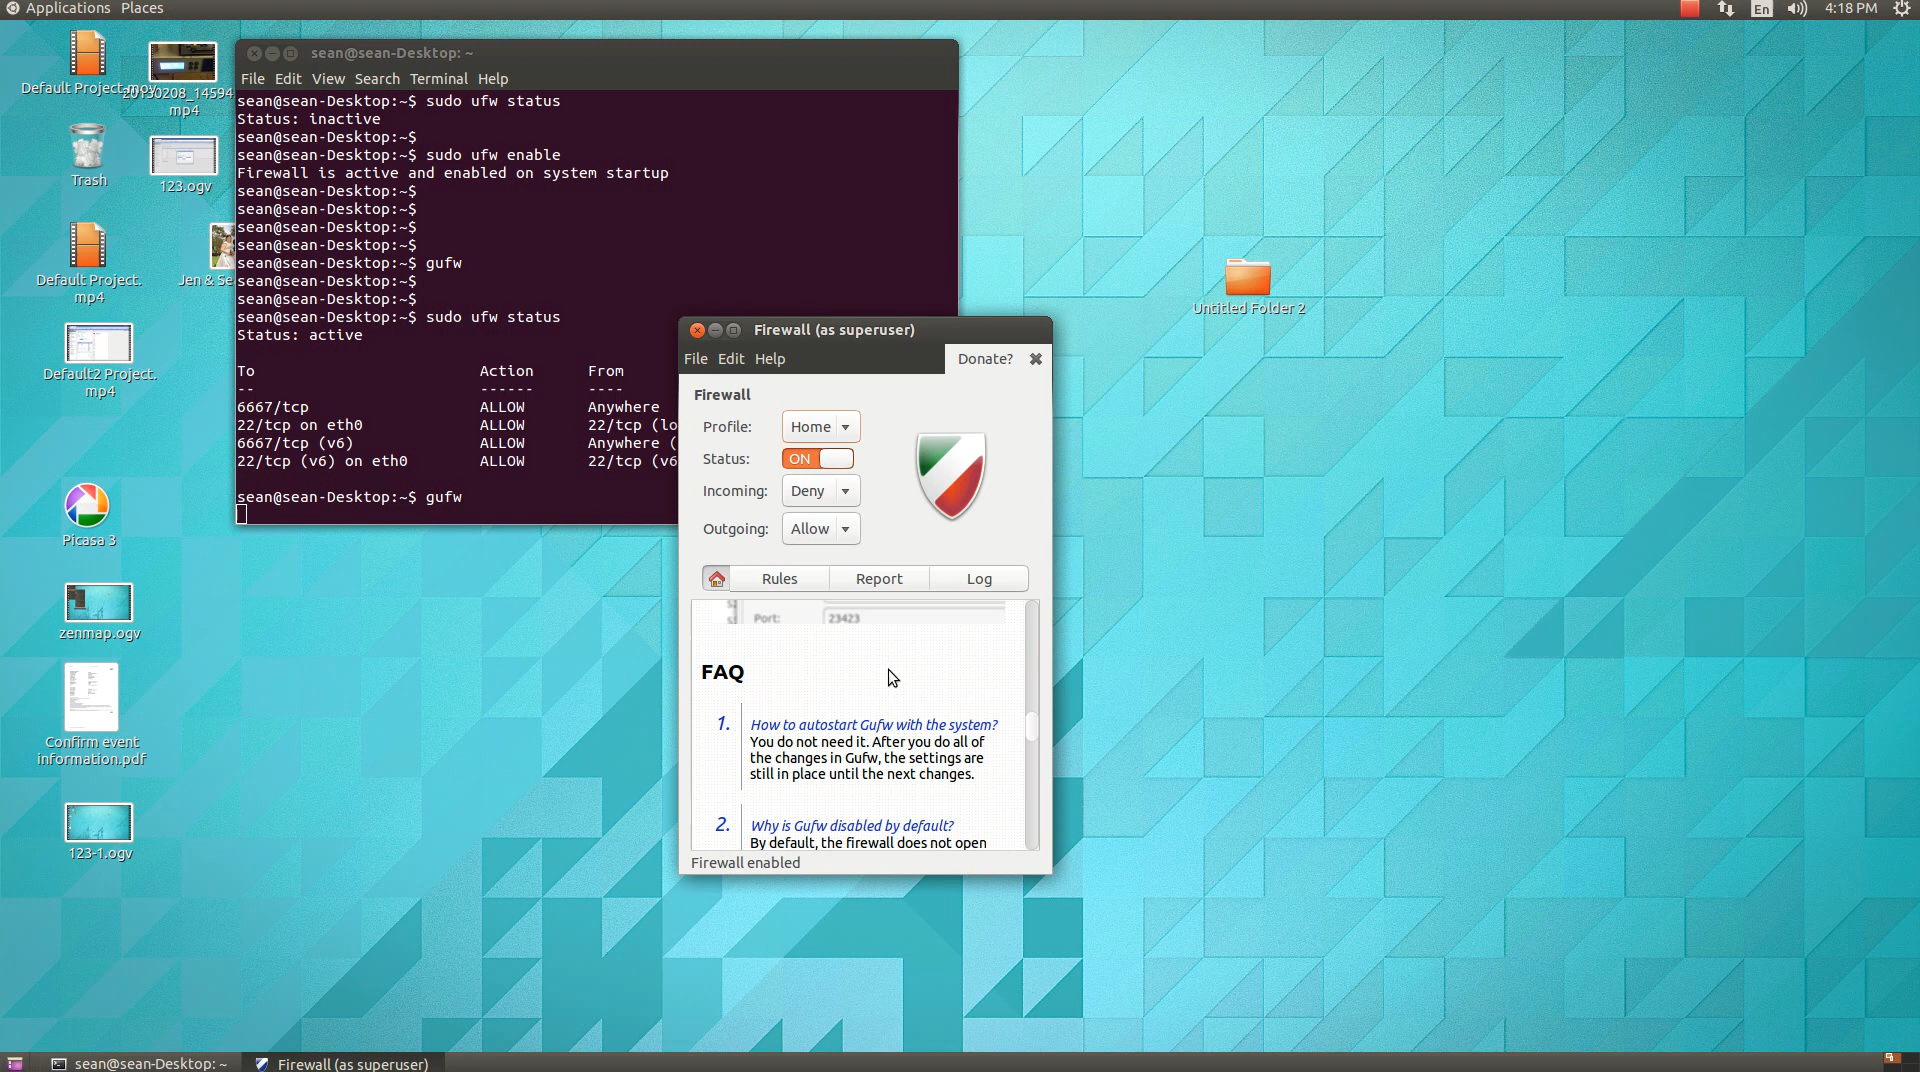 Applications Places
En 4:18 PM
Default Project.mov
20130208_14594
mp4
Trash
123.ogv
Default Project.
mp4
Jen & Se
Default2 Project.
mp4
Picasa 3
zenmap.ogv
Confirm event
information.pdf
123-1.ogv
Untitled Folder 2
sean@sean-Desktop: ~
File Edit View Search Terminal Help
sean@sean-Desktop:~$ sudo ufw status
Status: inactive
sean@sean-Desktop:~$
sean@sean-Desktop:~$ sudo ufw enable
Firewall is active and enabled on system startup
sean@sean-Desktop:~$
sean@sean-Desktop:~$
sean@sean-Desktop:~$
sean@sean-Desktop:~$
sean@sean-Desktop:~$ gufw
sean@sean-Desktop:~$
sean@sean-Desktop:~$
sean@sean-Desktop:~$ sudo ufw status
Status: active
To Action From
-- ------ ----
6667/tcp ALLOW Anywhere
22/tcp on eth0 ALLOW 22/tcp (lo
6667/tcp (v6) ALLOW Anywhere (
22/tcp (v6) on eth0 ALLOW 22/tcp (v6
sean@sean-Desktop:~$ gufw
Firewall (as superuser)
File Edit Help Donate?
Firewall
Profile: Home
Status: ON
Incoming: Deny
Outgoing: Allow
Rules Report Log
Port: 23423
FAQ
1. How to autostart Gufw with the system?
You do not need it. After you do all of
the changes in Gufw, the settings are
still in place until the next changes.
2. Why is Gufw disabled by default?
By default, the firewall does not open
Firewall enabled
sean@sean-Desktop: ~ Firewall (as superuser)